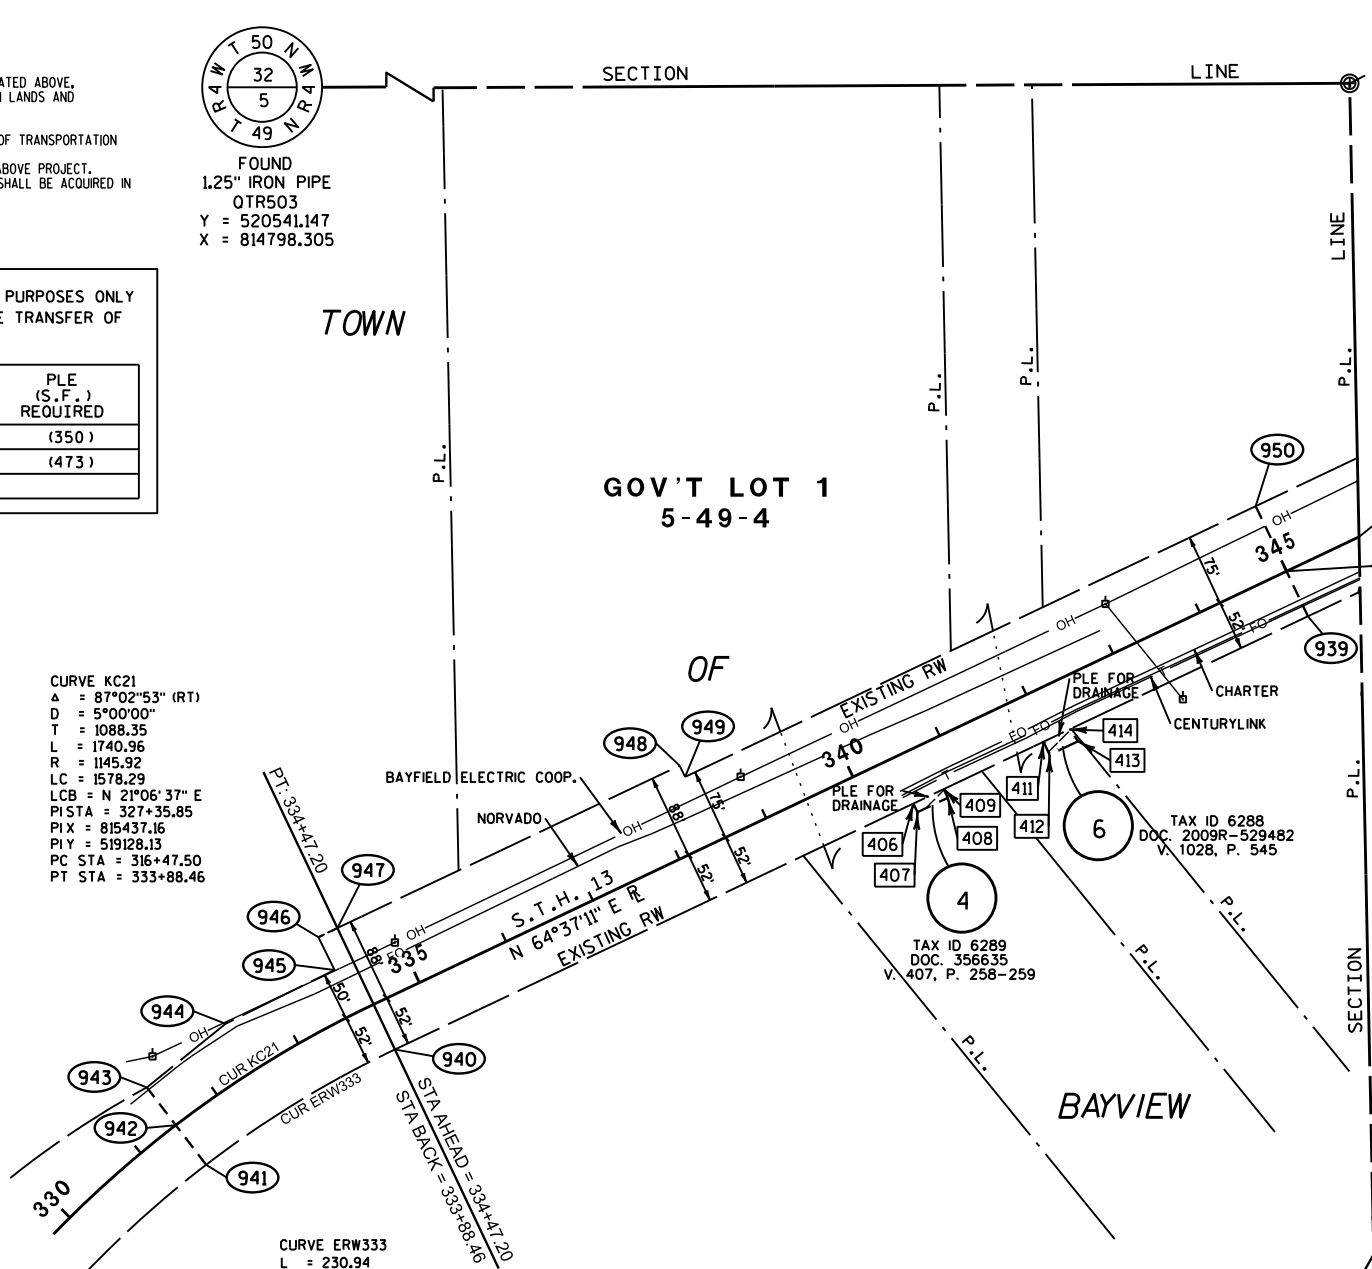 ATED ABOVE,
LANDS AND
OF TRANSPORTATION
ABOVE PROJECT.
SHALL BE ACQUIRED IN
T 50 N
R4W
R4W
32
5
T 49 N
FOUND
1.25" IRON PIPE
QTR503
Y = 520541.147
X = 814798.305
SECTION
LINE
LINE
PURPOSES ONLY
E TRANSFER OF
PLE
(S.F.)
REQUIRED
(350)
(473)
TOWN
P.L.
P.L.
P.L.
P.L.
GOV'T LOT 1
5-49-4
950
OH
345
75'
52'
FO
939
OH
OF
EXISTING RW
PLE FOR
DRAINAGE
CHARTER
CENTURYLINK
414
413
CURVE KC21
Δ = 87°02'53" (RT)
D = 5°00'00"
T = 1088.35
L = 1740.96
R = 1145.92
LC = 1578.29
LCB = N 21°06'37" E
PISTA = 327+35.85
PIX = 815437.16
PIY = 519128.13
PC STA = 316+47.50
PT STA = 333+88.46
948
949
OH
340
FO
FO
BAYFIELD ELECTRIC COOP.
NORVADO
OH
88'
75'
52'
52'
PLE FOR
DRAINAGE
411
412
409
408
406
407
P.L.
6
TAX ID 6288
DOC. 2009R-529482
V. 1028, P. 545
4
TAX ID 6289
DOC. 356635
V. 407, P. 258-259
P.L.
P.L.
P.L.
PT: 334+47.20
947
946
945
944
943
942
941
940
OH
FO
335
S.T.H. 13
N 64°37'11" E
EXISTING RW
88'
50'
52'
52'
OH
CUR KC21
CUR ERW333
STA AHEAD = 334+47.20
STA BACK = 333+88.46
330
SECTION
BAYVIEW
CURVE ERW333
L = 230.94